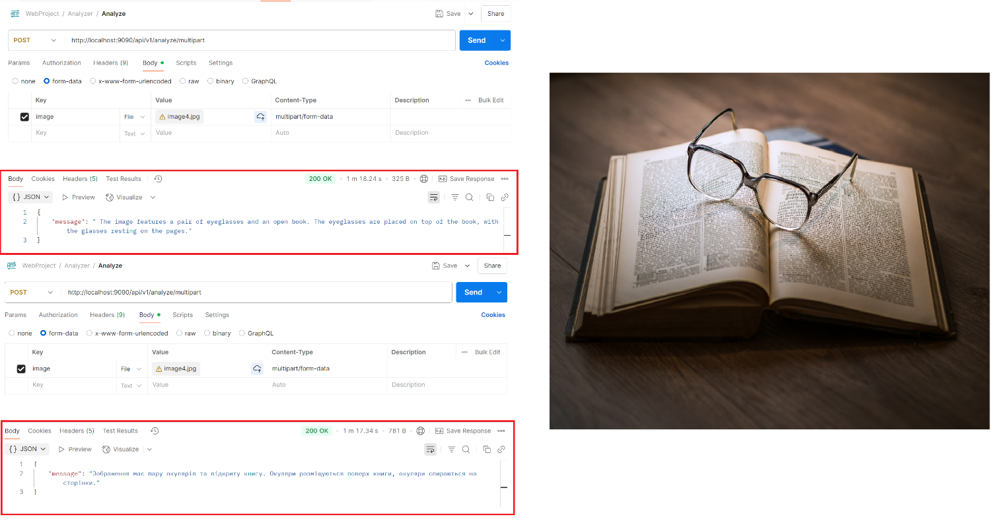 WebProject / Analyzer / Analyze
Save
Share
POST
http://localhost:9090/api/v1/analyze/multipart
Send
Params Authorization Headers (9) Body Scripts Settings
Cookies
none form-data x-www-form-urlencoded raw binary GraphQL
Key Value Content-Type Description Bulk Edit
image File image4.jpg multipart/form-data
Key Text Value Auto Description
Body Cookies Headers (5) Test Results 200 OK 1 m 18.24 s 325 B Save Response
{} JSON Preview Visualize
1 {
2 "message": " The image features a pair of eyeglasses and an open book. The eyeglasses are placed on top of the book, with
the glasses resting on the pages."
3 }
WebProject / Analyzer / Analyze
Save
Share
POST
http://localhost:9090/api/v1/analyze/multipart
Send
Params Authorization Headers (9) Body Scripts Settings
Cookies
none form-data x-www-form-urlencoded raw binary GraphQL
Key Value Content-Type Description Bulk Edit
image File image4.jpg multipart/form-data
Key Text Value Auto Description
Body Cookies Headers (5) Test Results 200 OK 1 m 17.34 s 781 B Save Response
{} JSON Preview Visualize
1 {
2 "message": "Зображення має пару окулярів та відкриту книгу. Окуляри розміщуються поверх книги, окуляри спираються на
сторінки."
3 }